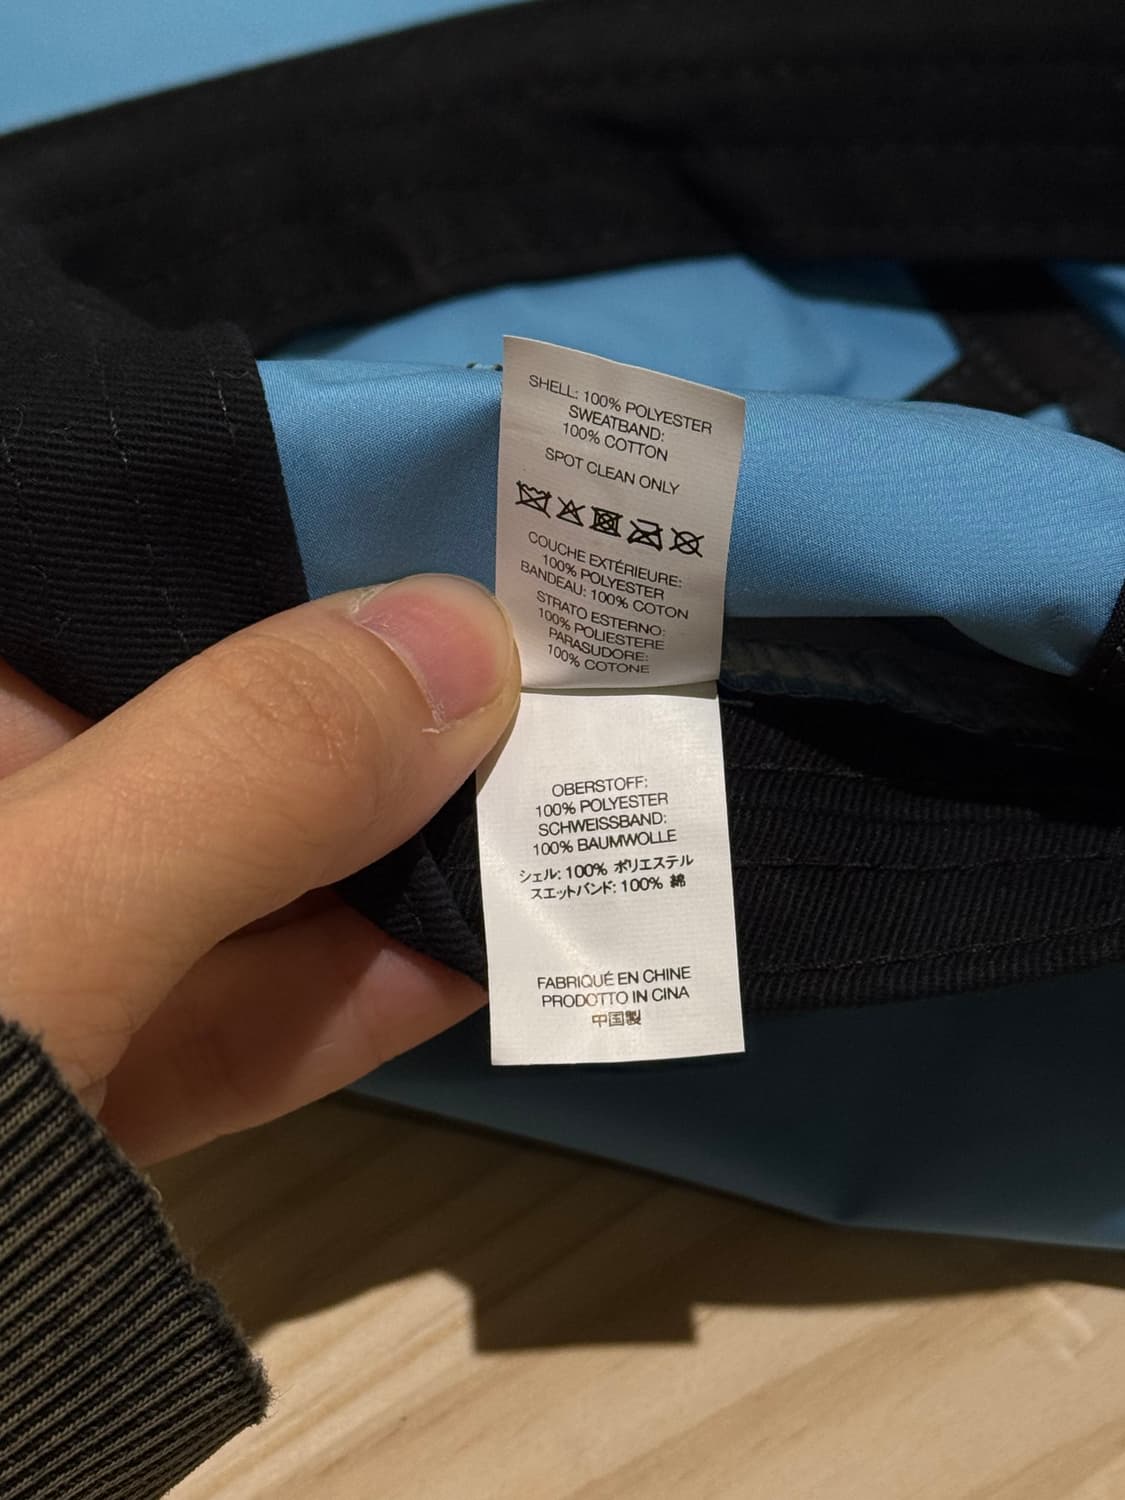 SHELL: 100% POLYESTER
SWEATBAND:
100% COTTON
SPOT CLEAN ONLY
COUCHE EXTÉRIEURE:
100% POLYESTER
BANDEAU: 100% COTON
STRATO ESTERNO:
100% POLIESTERE
PARASUDORE:
100% COTONE
OBERSTOFF:
100% POLYESTER
SCHWEISSBAND:
100% BAUMWOLLE
シェル: 100% ポリエステル
スエットバンド: 100% 綿
FABRIQUÉ EN CHINE
PRODOTTO IN CINA
中国製